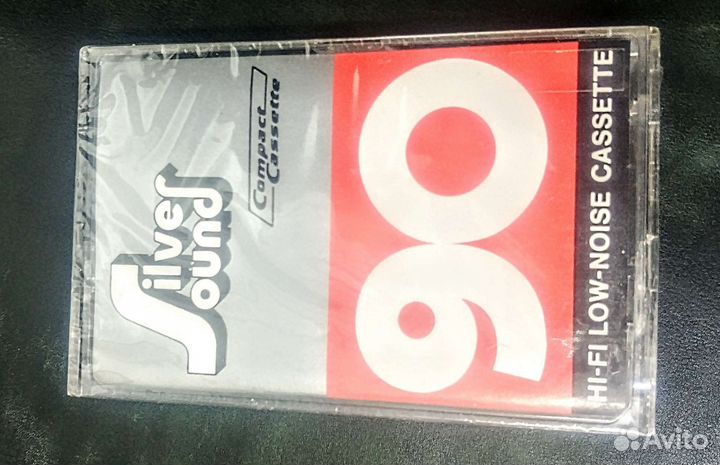 Silver
Sound
Compact
Cassette
90
HI-FI LOW-NOISE CASSETTE
Avito